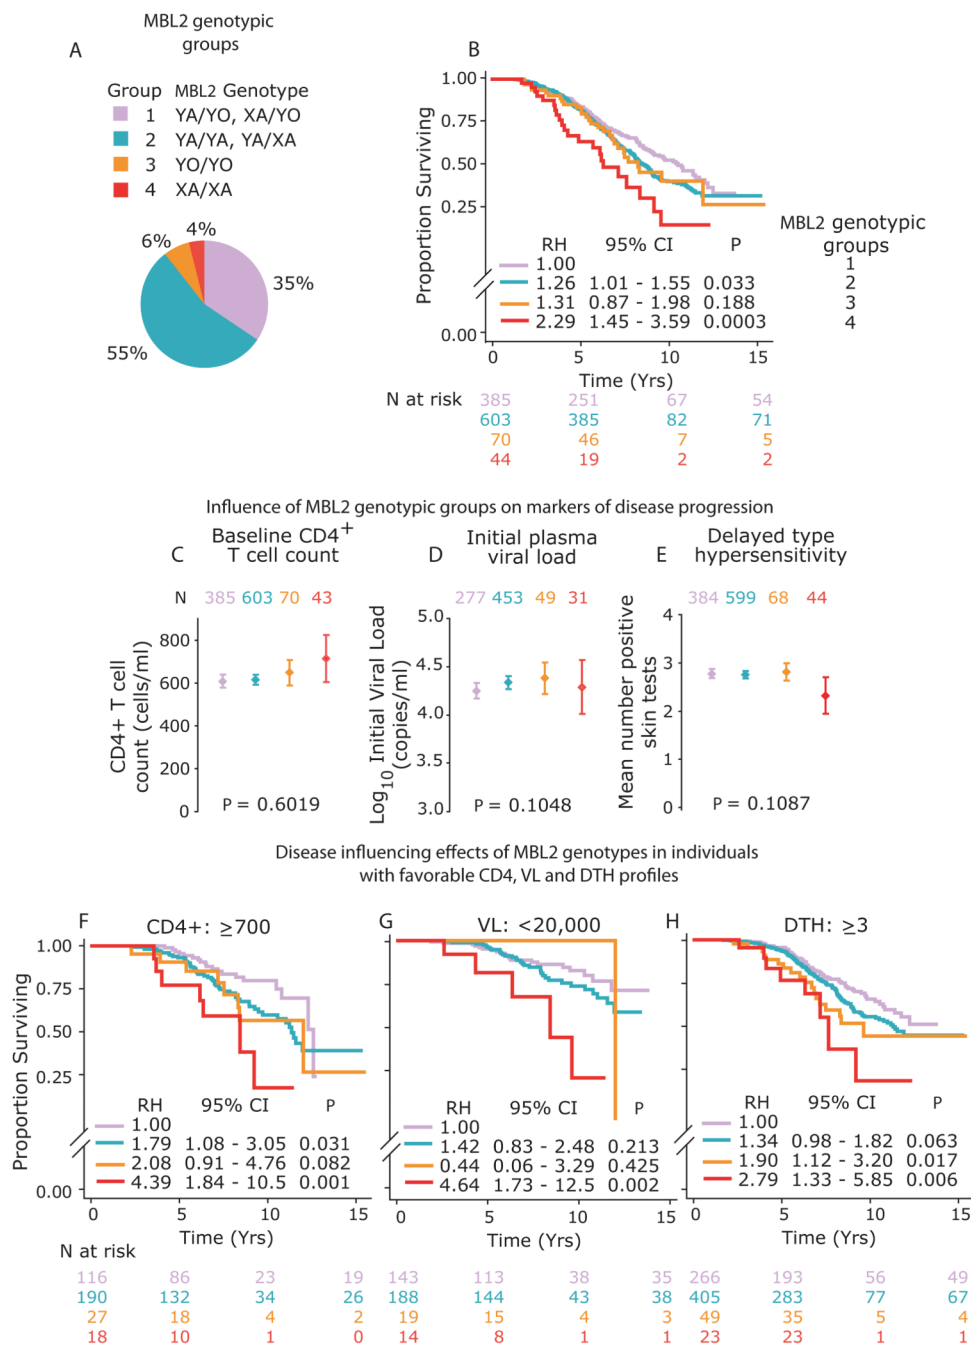 MBL2 genotypic
groups
A
Group MBL2 Genotype
1 YA/YO, XA/YO
2 YA/YA, YA/XA
3 YO/YO
4 XA/XA
4%
6%
35%
55%
B
1.00
0.75
0.50
0.25
0.00
Proportion Surviving
RH 95% CI P
1.00
1.26 1.01 - 1.55 0.033
1.31 0.87 - 1.98 0.188
2.29 1.45 - 3.59 0.0003
MBL2 genotypic
groups
1
2
3
4
0 5 10 15
Time (Yrs)
N at risk 385 251 67 54
603 385 82 71
70 46 7 5
44 19 2 2
Influence of MBL2 genotypic groups on markers of disease progression
C Baseline CD4+
T cell count
N 385 603 70 43
800
600
400
200
0
CD4+ T cell
count (cells/ml)
P = 0.6019
D Initial plasma
viral load
277 453 49 31
5.0
4.5
4.0
3.5
3.0
Log10 Initial Viral Load
(copies/ml)
P = 0.1048
E Delayed type
hypersensitivity
384 599 68 44
4
3
2
1
0
Mean number positive
skin tests
P = 0.1087
Disease influencing effects of MBL2 genotypes in individuals
with favorable CD4, VL and DTH profiles
F CD4+: ≥700
1.00
0.75
0.50
0.25
0.00
Proportion Surviving
RH 95% CI P
1.00
1.79 1.08 - 3.05 0.031
2.08 0.91 - 4.76 0.082
4.39 1.84 - 10.5 0.001
0 5 10 15
Time (Yrs)
N at risk
116 86 23 19
190 132 34 26
27 18 4 2
18 10 1 0
G VL: <20,000
RH 95% CI P
1.00
1.42 0.83 - 2.48 0.213
0.44 0.06 - 3.29 0.425
4.64 1.73 - 12.5 0.002
0 5 10 15
Time (Yrs)
143 113 38 35
188 144 43 38
19 15 4 3
14 8 1 1
H DTH: ≥3
RH 95% CI P
1.00
1.34 0.98 - 1.82 0.063
1.90 1.12 - 3.20 0.017
2.79 1.33 - 5.85 0.006
0 5 10 15
Time (Yrs)
266 193 56 49
405 283 77 67
49 35 5 4
23 23 1 1